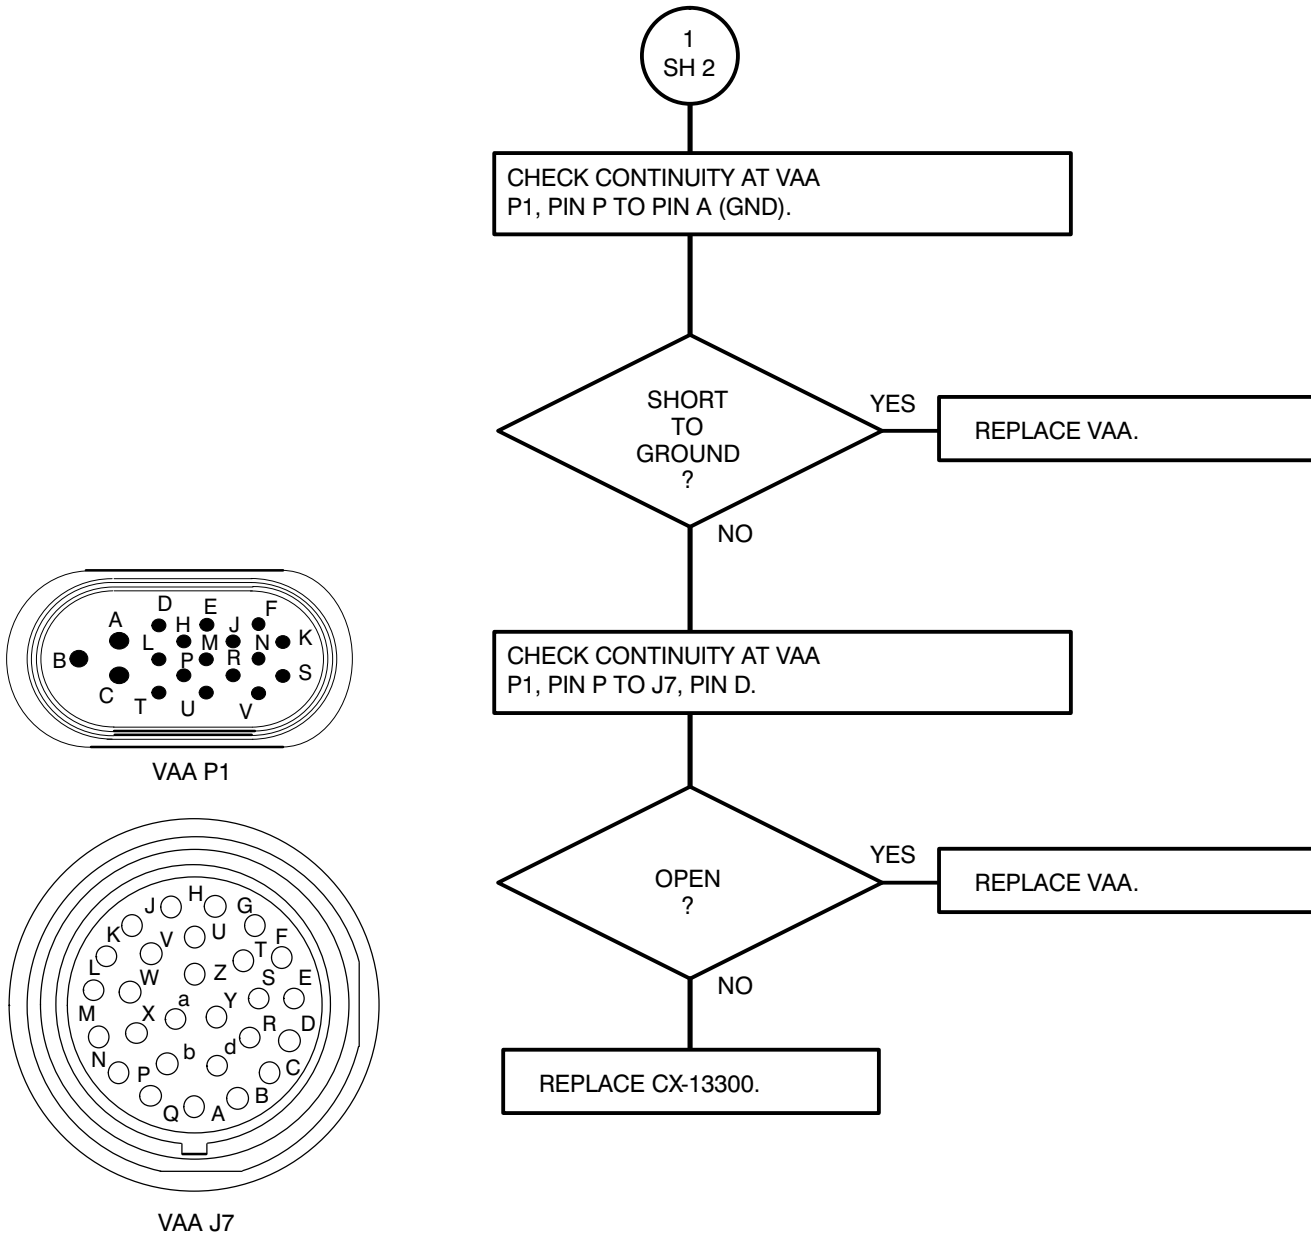 1
SH 2
CHECK CONTINUITY AT VAA
P1, PIN P TO PIN A (GND).
SHORT
TO
GROUND
?
YES
REPLACE VAA.
NO
CHECK CONTINUITY AT VAA
P1, PIN P TO J7, PIN D.
OPEN
?
YES
REPLACE VAA.
NO
REPLACE CX-13300.
D E F
A H J
L M N K
B P R
C S
T U V
VAA P1
H
J G
K V U F
T
L W Z S E
a Y
M X R D
b d
N P C
B
Q A
VAA J7